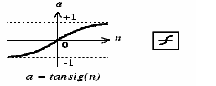 a
+1
n
0
-1
a = tansig(n)